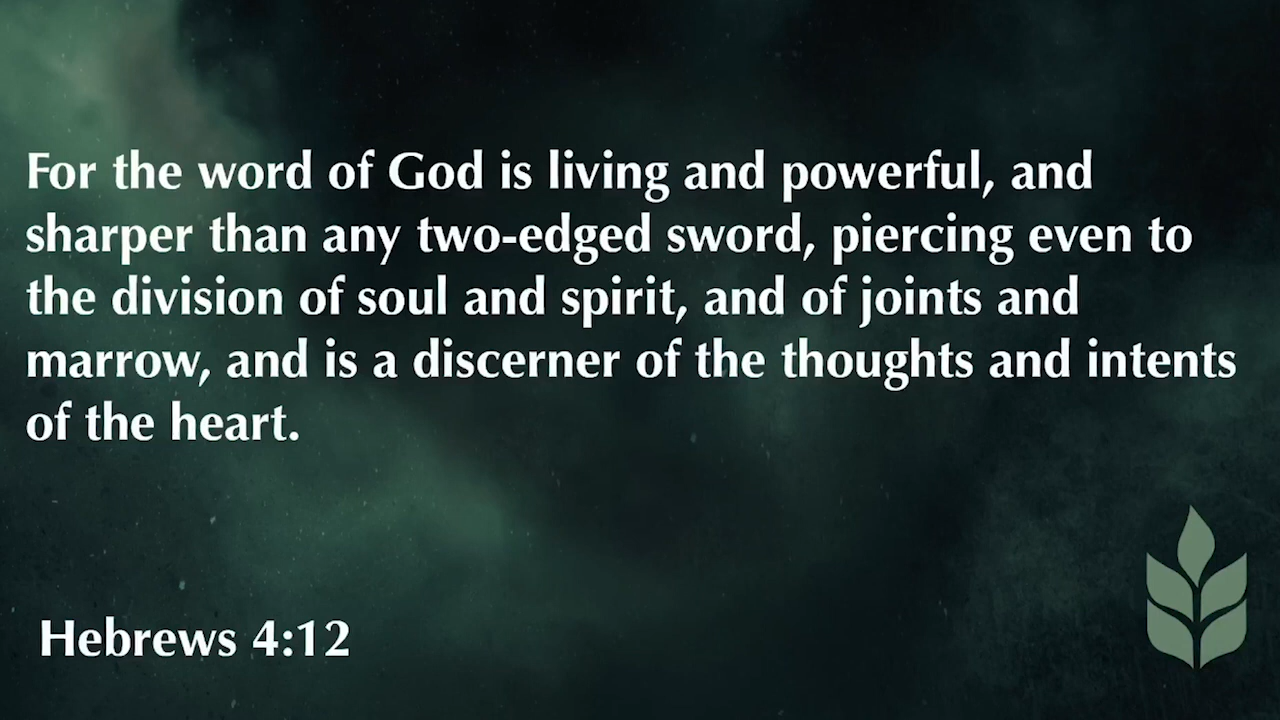 For the word of God is living and powerful, and
sharper than any two-edged sword, piercing even to
the division of soul and spirit, and of joints and
marrow, and is a discerner of the thoughts and intents
of the heart.
Hebrews 4:12